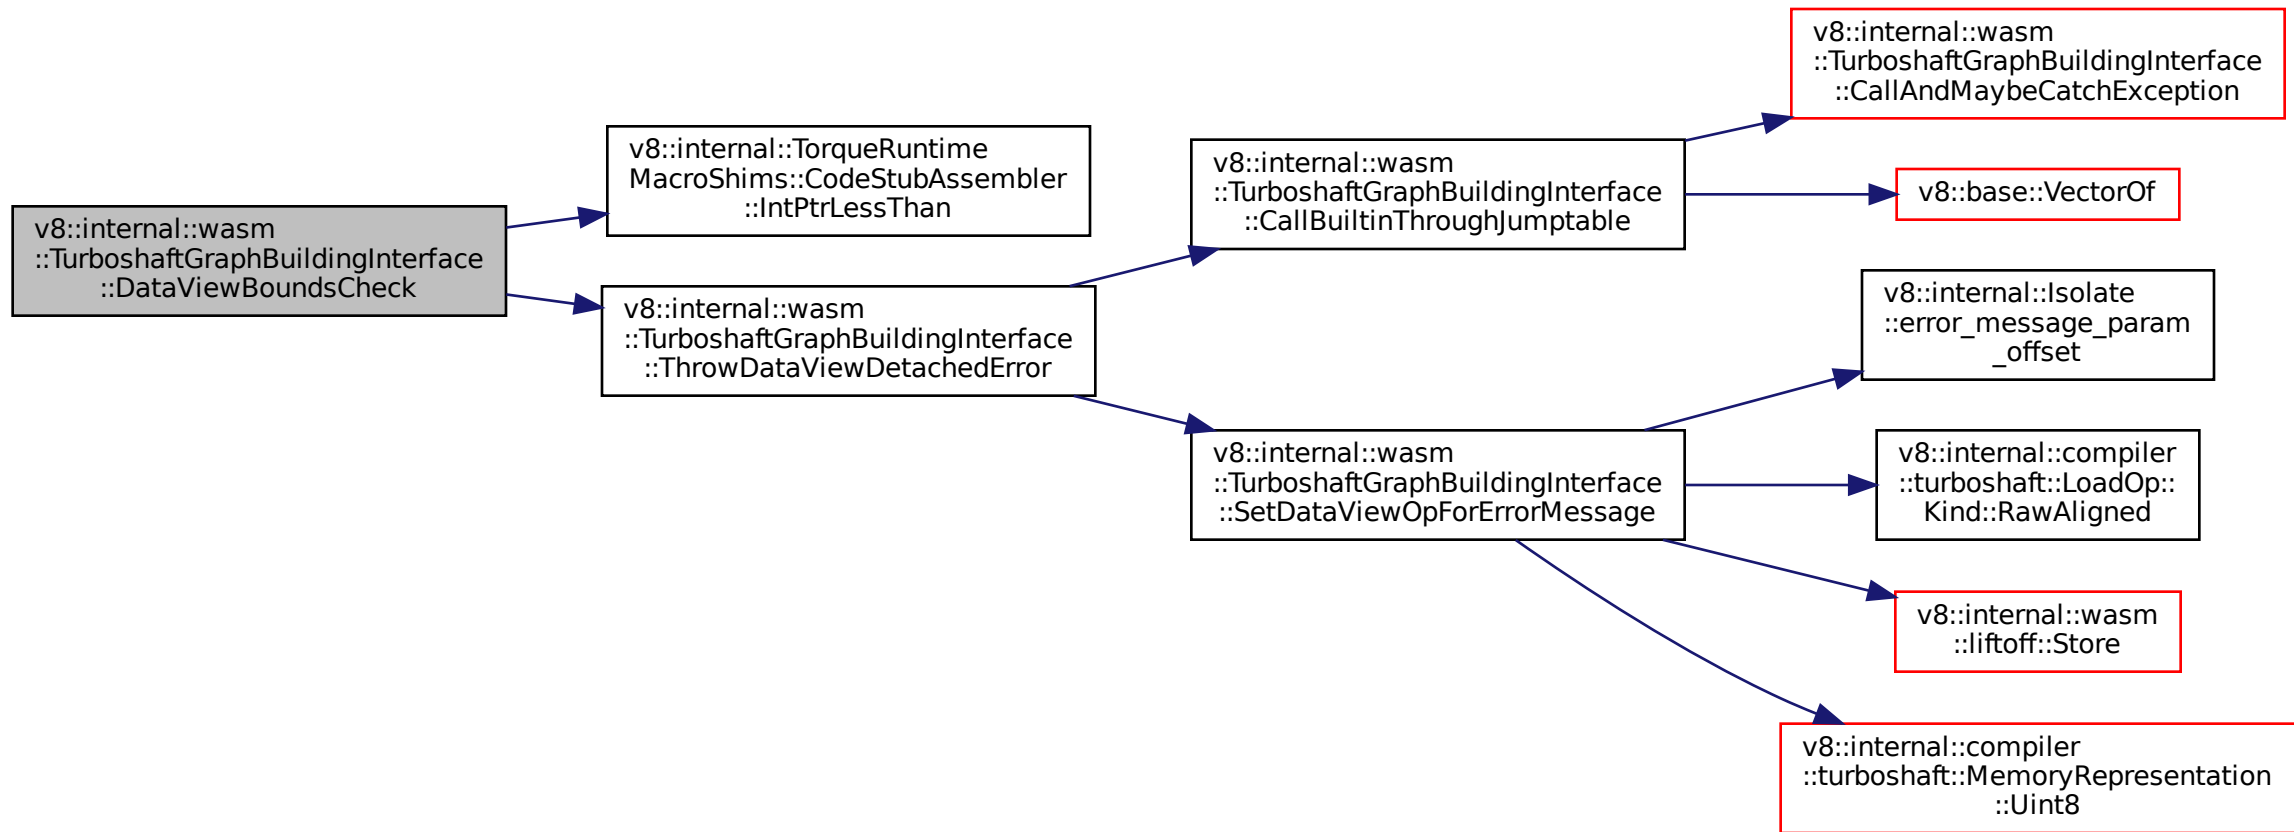 v8::internal::wasm
::TurboshaftGraphBuildingInterface
::DataViewBoundsCheck
v8::internal::TorqueRuntime
MacroShims::CodeStubAssembler
::IntPtrLessThan
v8::internal::wasm
::TurboshaftGraphBuildingInterface
::ThrowDataViewDetachedError
v8::internal::wasm
::TurboshaftGraphBuildingInterface
::CallBuiltinThroughJumptable
v8::internal::wasm
::TurboshaftGraphBuildingInterface
::SetDataViewOpForErrorMessage
v8::internal::wasm
::TurboshaftGraphBuildingInterface
::CallAndMaybeCatchException
v8::base::VectorOf
v8::internal::Isolate
::error_message_param
_offset
v8::internal::compiler
::turboshaft::LoadOp::
Kind::RawAligned
v8::internal::wasm
::liftoff::Store
v8::internal::compiler
::turboshaft::MemoryRepresentation
::Uint8